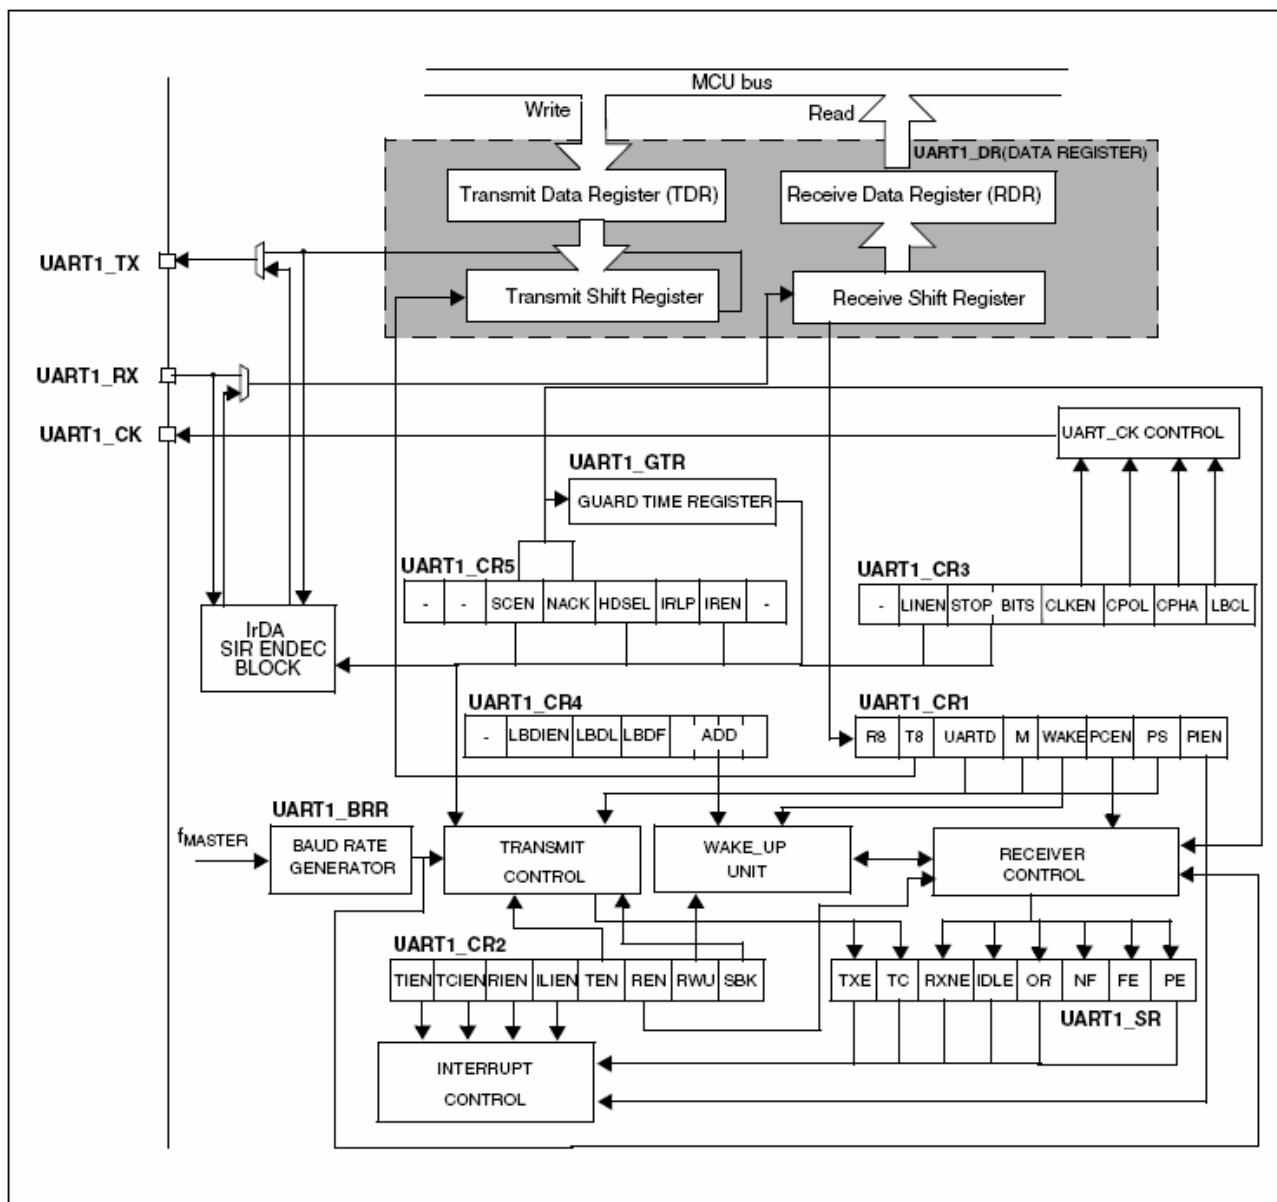 MCU bus
Write
Read
UART1_DR(DATA REGISTER)
Transmit Data Register (TDR)
Receive Data Register (RDR)
UART1_TX
Transmit Shift Register
Receive Shift Register
UART1_RX
UART1_CK
UART_CK CONTROL
UART1_GTR
GUARD TIME REGISTER
UART1_CR5
- - SCEN NACK HDSEL IRLP IREN -
UART1_CR3
- LINEN STOP BITS CLKEN CPOL CPHA LBCL
IrDA
SIR ENDEC
BLOCK
UART1_CR4
- LBDIEN LBDL LBDF ADD
UART1_CR1
R8 T8 UARTD M WAKE PCEN PS PIEN
UART1_BRR
fMASTER
BAUD RATE
GENERATOR
TRANSMIT
CONTROL
WAKE_UP
UNIT
RECEIVER
CONTROL
UART1_CR2
TIEN TCIEN RIEN ILIEN TEN REN RWU SBK
TXE TC RXNE IDLE OR NF FE PE
UART1_SR
INTERRUPT
CONTROL